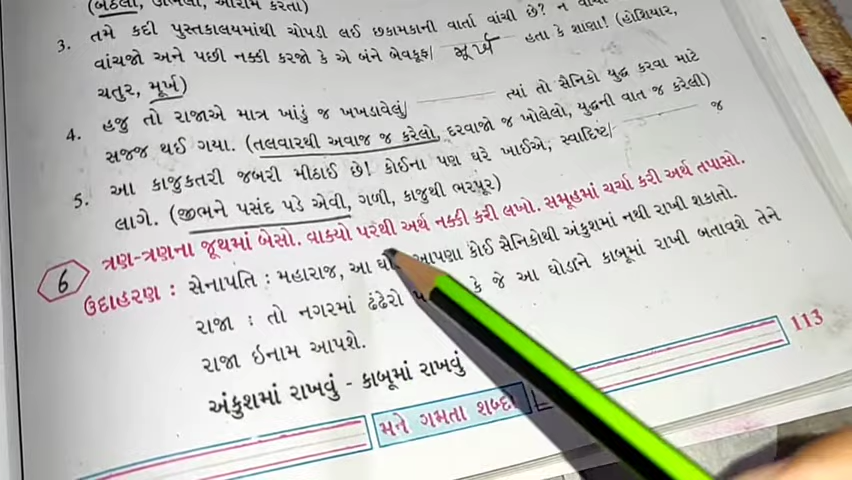 (બેઠેલા, ઊભેલા, આરામ કરતા)
3. તમે કદી પુસ્તકાલયમાંથી ચોપડી લઈ છકામકાની વાર્તા વાંચી છે? ન વાંચી
વાંચજો અને પછી નક્કી કરજો કે એ બંને બેવકૂફ/ મૂર્ખ હતા કે શાણા! (હોશિયાર,
ચતુર, મૂર્ખ)
4. હજુ તો રાજાએ માત્ર ખાંડું જ ખખડાવેલું/ ત્યાં તો સૈનિકો યુદ્ધ કરવા માટે
સજ્જ થઈ ગયા. (તલવારથી અવાજ જ કરેલો, દરવાજો જ ખોલેલો, યુદ્ધની વાત જ કરેલી)
5. આ કાજુકતરી જબરી મીઠાઈ છે! કોઈના પણ ઘરે ખાઈએ, સ્વાદિષ્ટ/ જ
લાગે. (જીભને પસંદ પડે એવી, ગળી, કાજુથી ભરપૂર)
6 ત્રણ-ત્રણના જૂથમાં બેસો. વાક્યો પરથી અર્થ નક્કી કરી લખો. સમૂહમાં ચર્ચા કરી અર્થ તપાસો.
ઉદાહરણ : સેનાપતિ : મહારાજ, આ આપણા કોઈ સૈનિકોથી અંકુશમાં નથી રાખી શકાતો.
રાજા : તો નગરમાં ઢંઢેરો કે જે આ ઘોડાને કાબૂમાં રાખી બતાવશે તેને
રાજા ઈનામ આપશે.
અંકુશમાં રાખવું - કાબૂમાં રાખવું
મને ગમતા શબ્દો
113